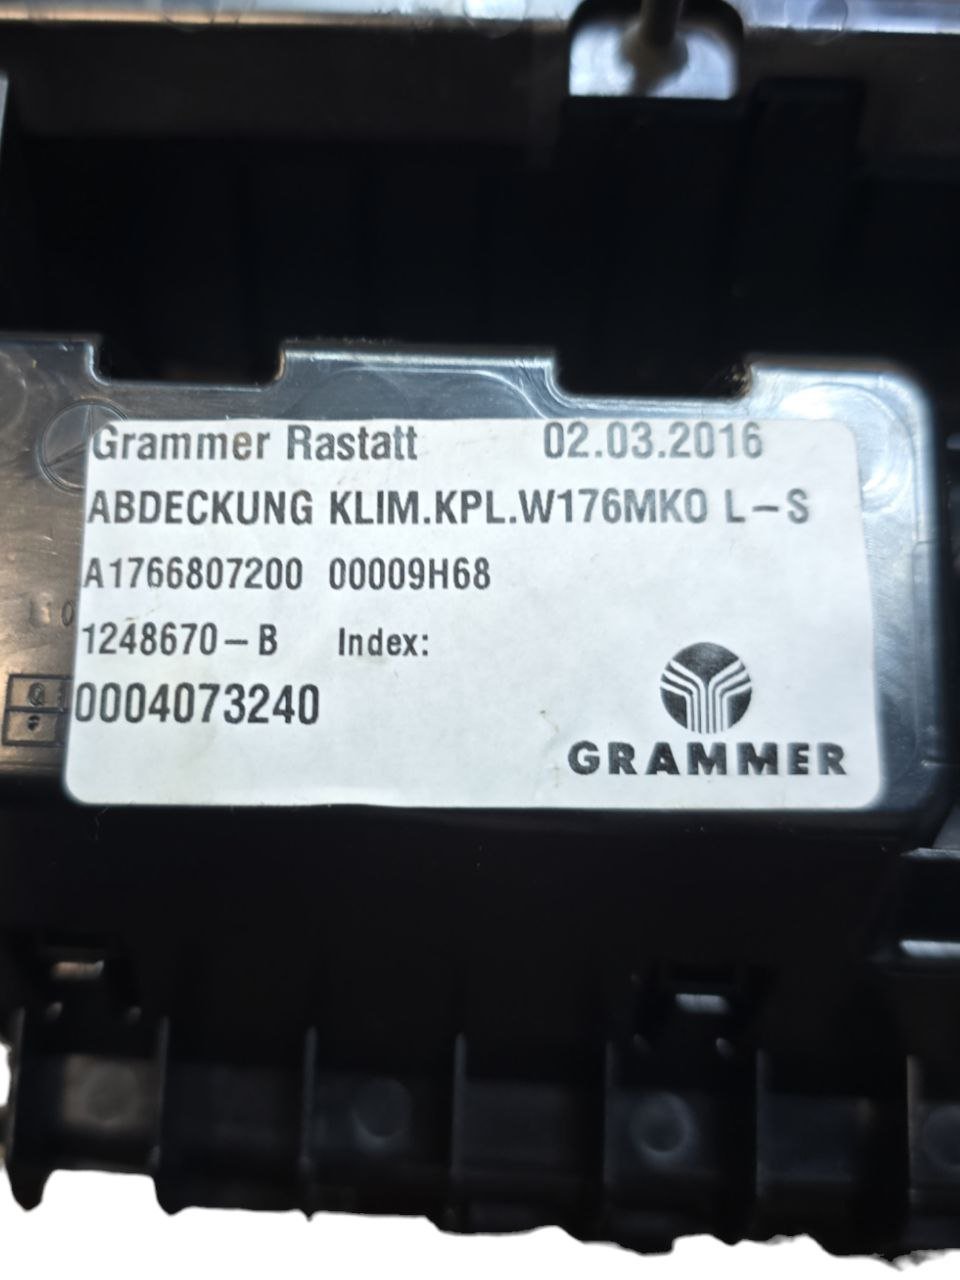 Grammer Rastatt 02.03.2016
ABDECKUNG KLIM.KPL.W176MKO L-S
A1766807200 00009H68
1248670-B Index:
0004073240
GRAMMER